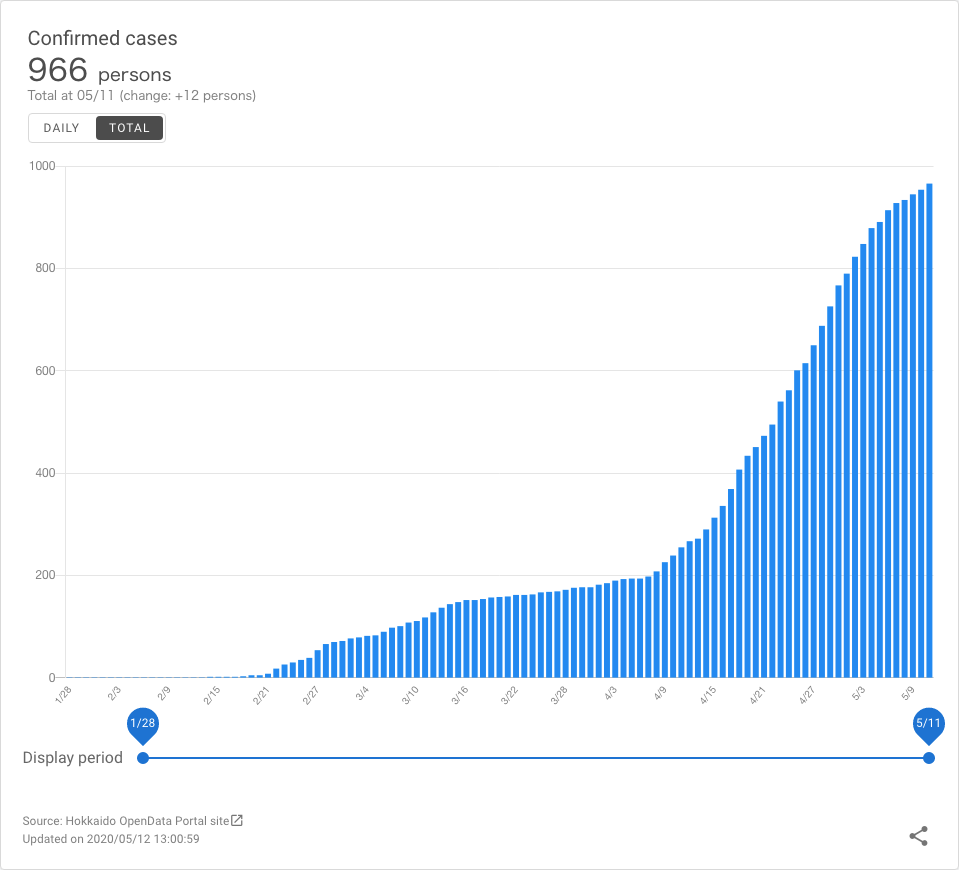 Confirmed cases
966 persons
Total at 05/11 (change: +12 persons)
DAILY TOTAL
1000
800
600
400
200
0
1/28 2/3 2/9 2/15 2/21 2/27 3/4 3/10 3/16 3/22 3/28 4/3 4/9 4/15 4/21 4/27 5/3 5/9
1/28 5/11
Display period
Source: Hokkaido OpenData Portal site
Updated on 2020/05/12 13:00:59